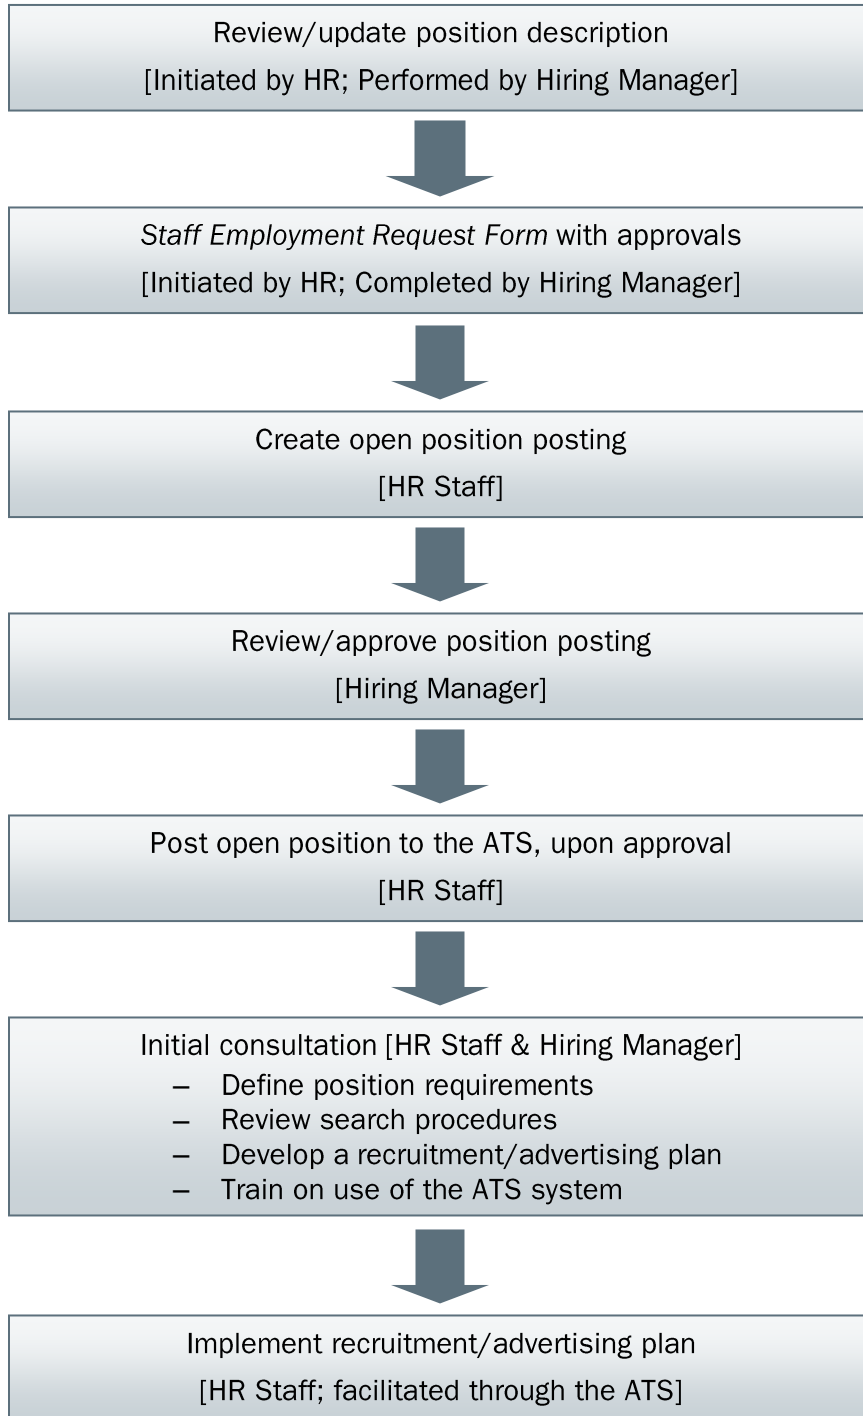 Review/update position description
[Initiated by HR; Performed by Hiring Manager]
Staff Employment Request Form with approvals
[Initiated by HR; Completed by Hiring Manager]
Create open position posting
[HR Staff]
Review/approve position posting
[Hiring Manager]
Post open position to the ATS, upon approval
[HR Staff]
Initial consultation [HR Staff & Hiring Manager]
– Define position requirements
– Review search procedures
– Develop a recruitment/advertising plan
– Train on use of the ATS system
Implement recruitment/advertising plan
[HR Staff; facilitated through the ATS]